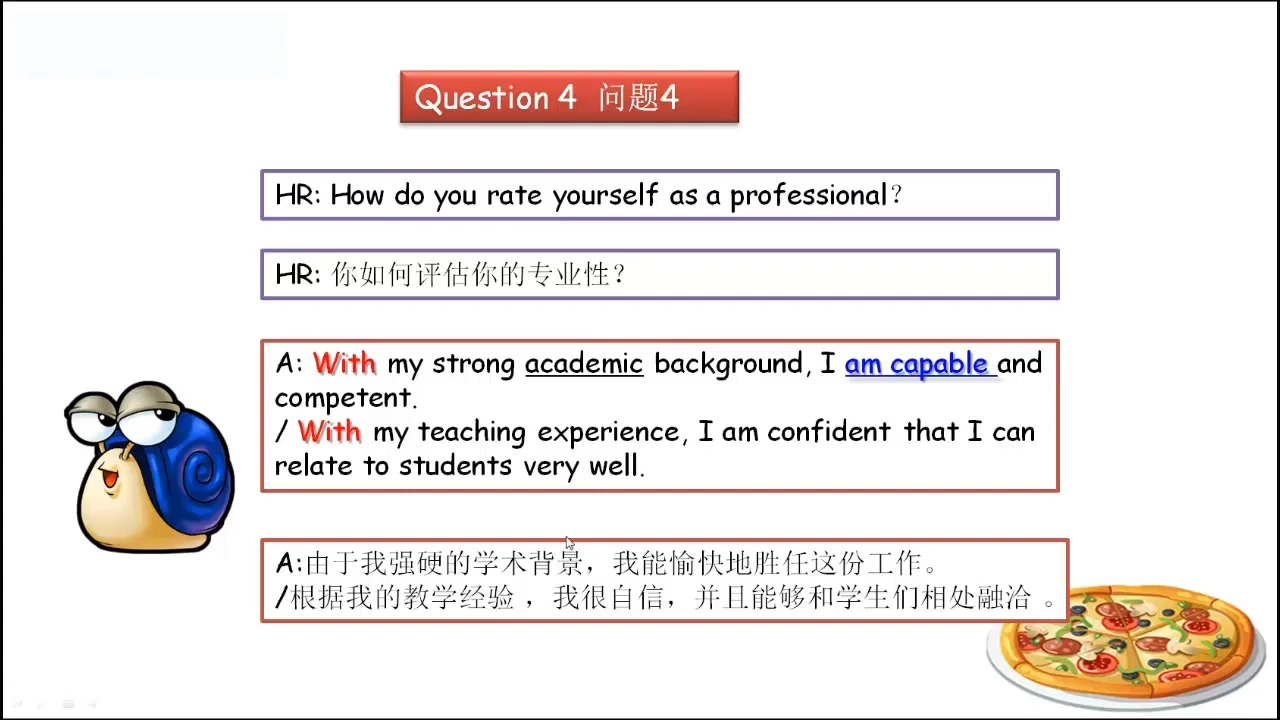 Question 4 问题4
HR: How do you rate yourself as a professional？
HR: 你如何评估你的专业性？
A: With my strong academic background, I am capable and
competent.
/ With my teaching experience, I am confident that I can
relate to students very well.
A:由于我强硬的学术背景，我能愉快地胜任这份工作。
/根据我的教学经验 ，我很自信，并且能够和学生们相处融洽 。